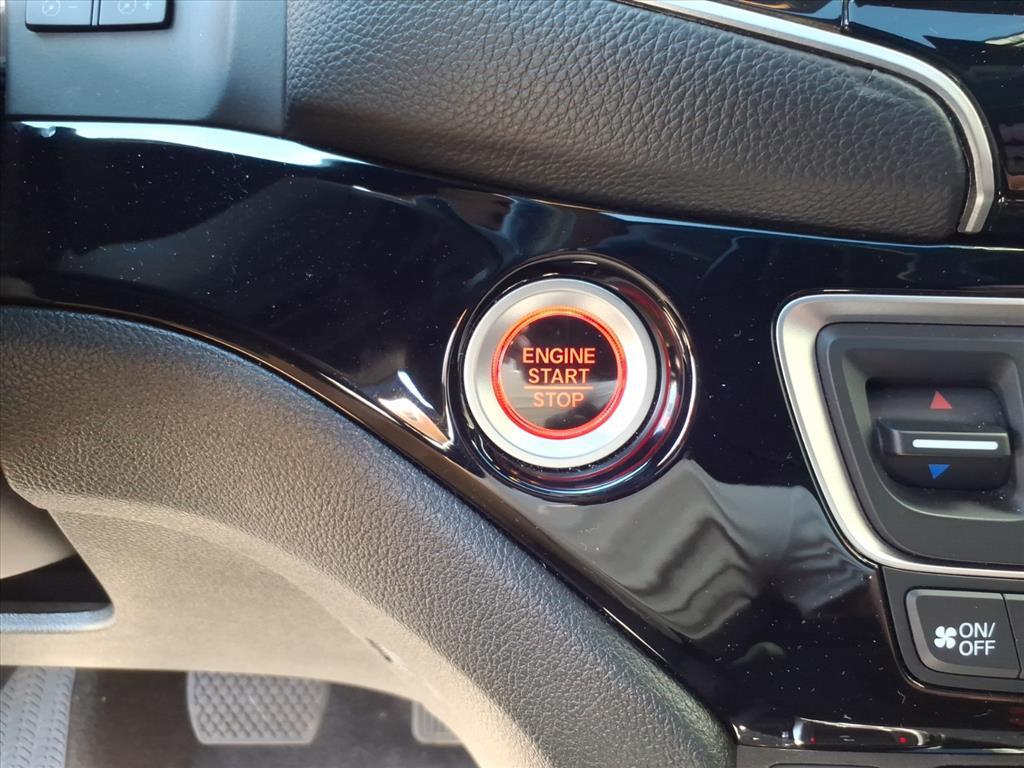 ENGINE
START
STOP
ON/
OFF